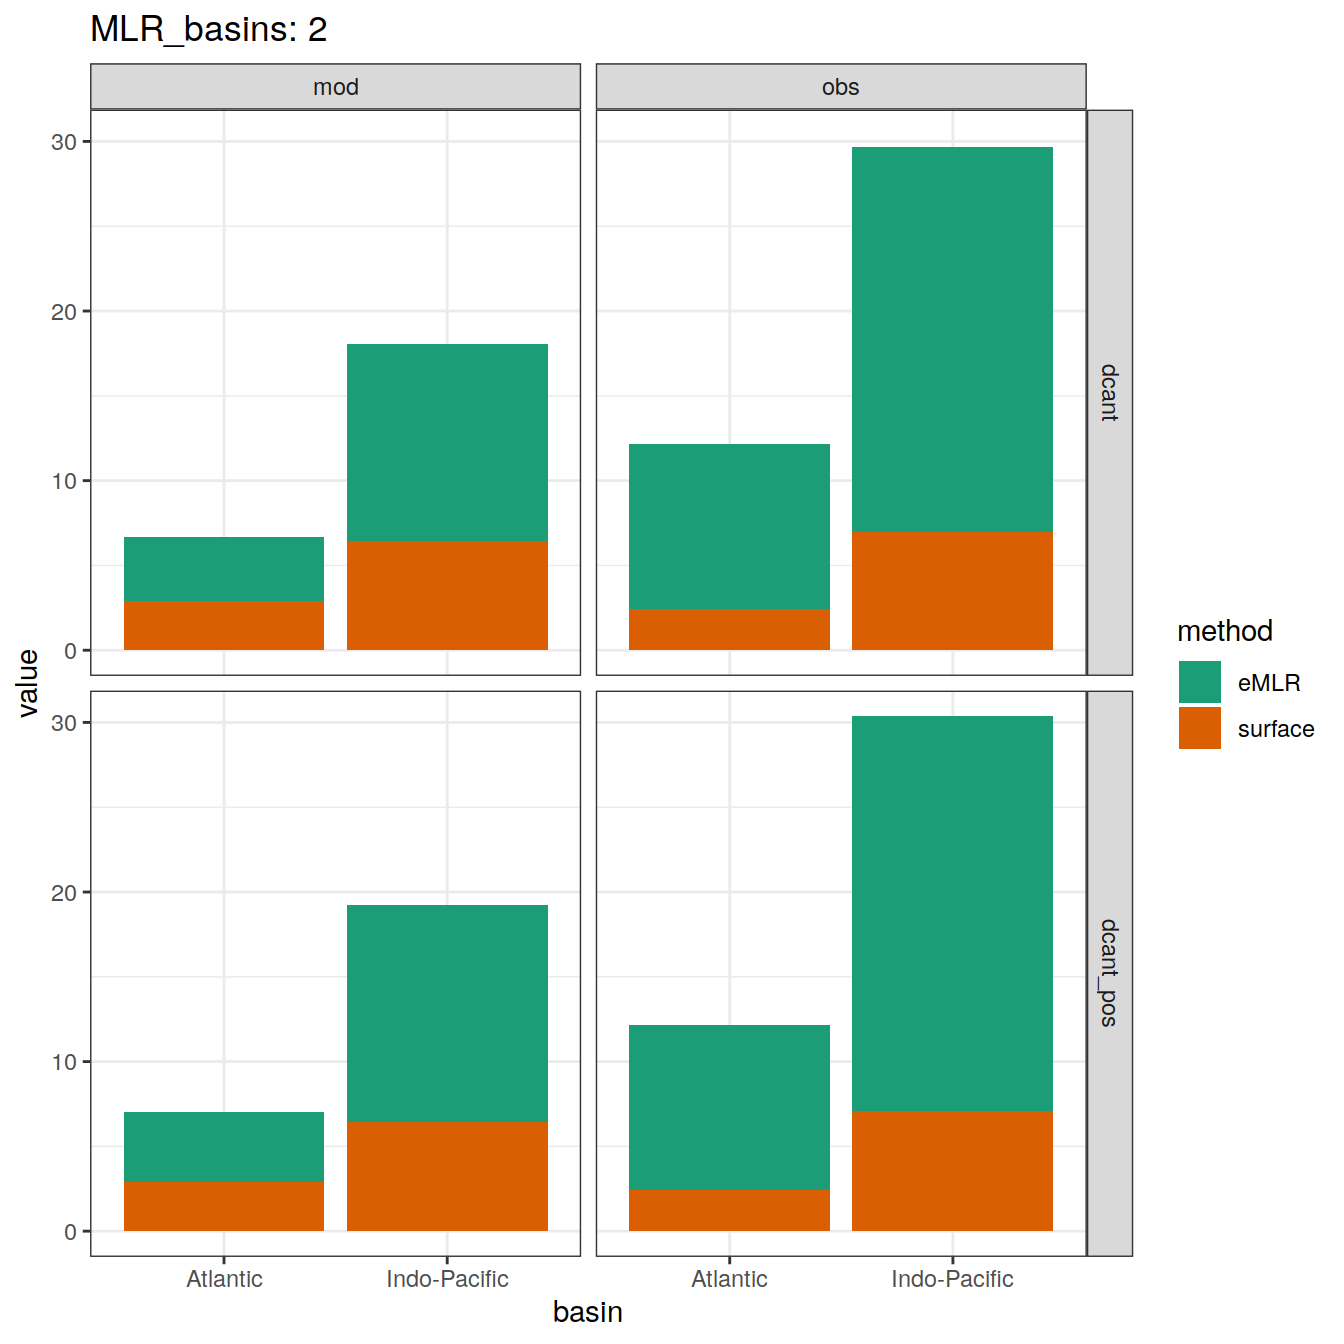 MLR_basins: 2
mod
obs
30
20
10
0
dcant
30
20
10
0
dcant_pos
value
Atlantic
Indo-Pacific
Atlantic
Indo-Pacific
basin
method
eMLR
surface